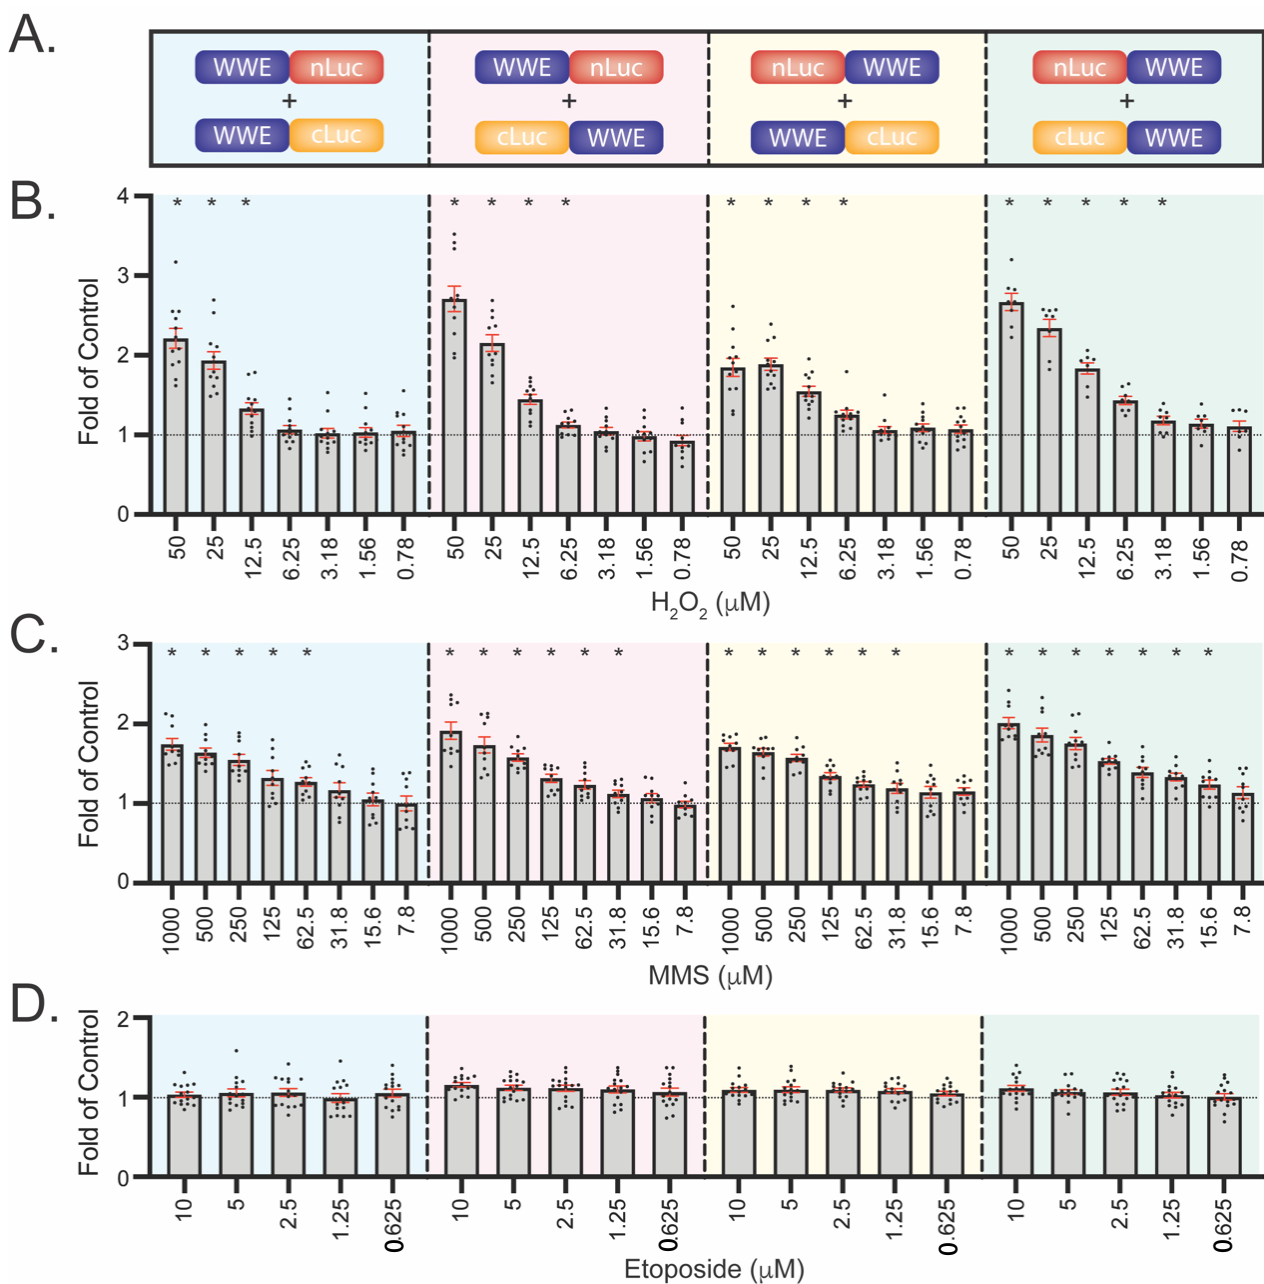 A.
WWE nLuc WWE nLuc nLuc WWE nLuc WWE
+ + + +
WWE cLuc cLuc WWE WWE cLuc cLuc WWE
B.
Fold of Control
4
3
2
1
0
* * * * * * * * * * * * * * * *
50 25 12.5 6.25 3.18 1.56 0.78 50 25 12.5 6.25 3.18 1.56 0.78 50 25 12.5 6.25 3.18 1.56 0.78 50 25 12.5 6.25 3.18 1.56 0.78
H₂O₂ (μM)
C.
Fold of Control
3
2
1
0
* * * * * * * * * * * * * * * * * * * * * * * *
1000 500 250 125 62.5 31.8 15.6 7.8 1000 500 250 125 62.5 31.8 15.6 7.8 1000 500 250 125 62.5 31.8 15.6 7.8 1000 500 250 125 62.5 31.8 15.6 7.8
MMS (μM)
D.
Fold of Control
2
1
0
10 5 2.5 1.25 0.625 10 5 2.5 1.25 0.625 10 5 2.5 1.25 0.625 10 5 2.5 1.25 0.625
Etoposide (μM)